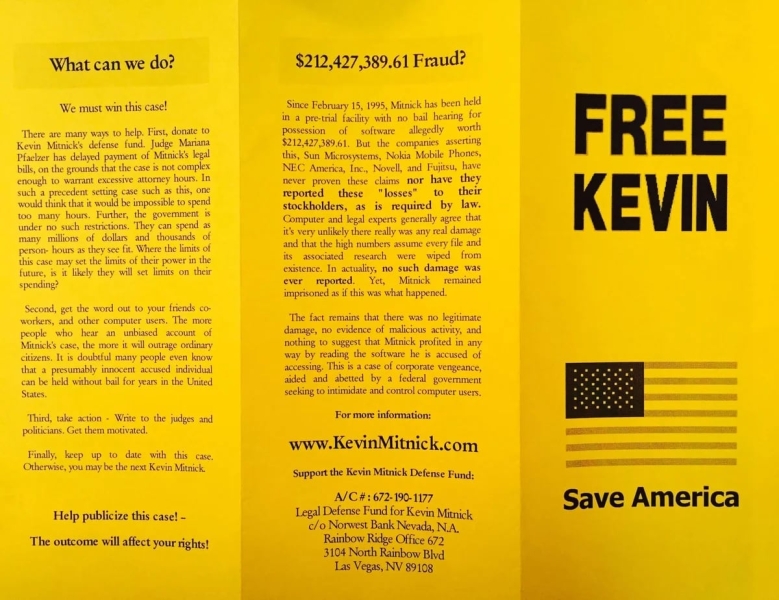 What can we do?
We must win this case!
There are many ways to help. First, donate to
Kevin Mitnick's defense fund. Judge Mariana
Pfaelzer has delayed payment of Mitnick's legal
bills, on the grounds that the case is not complex
enough to warrant excessive attorney hours. In
such a precedent setting case such as this, one
would think that it would be impossible to spend
too many hours. Further, the government is
under no such restrictions. They can spend as
many millions of dollars and thousands of
person- hours as they see fit. Where the limits of
this case may set the limits of their power in the
future, is it likely they will set limits on their
spending?
Second, get the word out to your friends co-
workers, and other computer users. The more
people who hear an unbiased account of
Mitnick's case, the more it will outrage ordinary
citizens. It is doubtful many people even know
that a presumably innocent accused individual
can be held without bail for years in the United
States.
Third, take action - Write to the judges and
politicians. Get them motivated.
Finally, keep up to date with this case.
Otherwise, you may be the next Kevin Mitnick.
Help publicize this case! –
The outcome will affect your rights!
$212,427,389.61 Fraud?
Since February 15, 1995, Mitnick has been held
in a pre-trial facility with no bail hearing for
possession of software allegedly worth
$212,427,389.61. But the companies asserting
this, Sun Microsystems, Nokia Mobile Phones,
NEC America, Inc., Novell, and Fujitsu, have
never proven these claims nor have they
reported these "losses" to their
stockholders, as is required by law.
Computer and legal experts generally agree that
it's very unlikely there really was any real damage
and that the high numbers assume every file and
its associated research were wiped from
existence. In actuality, no such damage was
ever reported. Yet, Mitnick remained
imprisoned as if this was what happened.
The fact remains that there was no legitimate
damage, no evidence of malicious activity, and
nothing to suggest that Mitnick profited in any
way by reading the software he is accused of
accessing. This is a case of corporate vengeance,
aided and abetted by a federal government
seeking to intimidate and control computer users.
For more information:
www.KevinMitnick.com
Support the Kevin Mitnick Defense Fund:
A/C #: 672-190-1177
Legal Defense Fund for Kevin Mitnick
c/o Norwest Bank Nevada, N.A.
Rainbow Ridge Office 672
3104 North Rainbow Blvd
Las Vegas, NV 89108
FREE
KEVIN
Save America